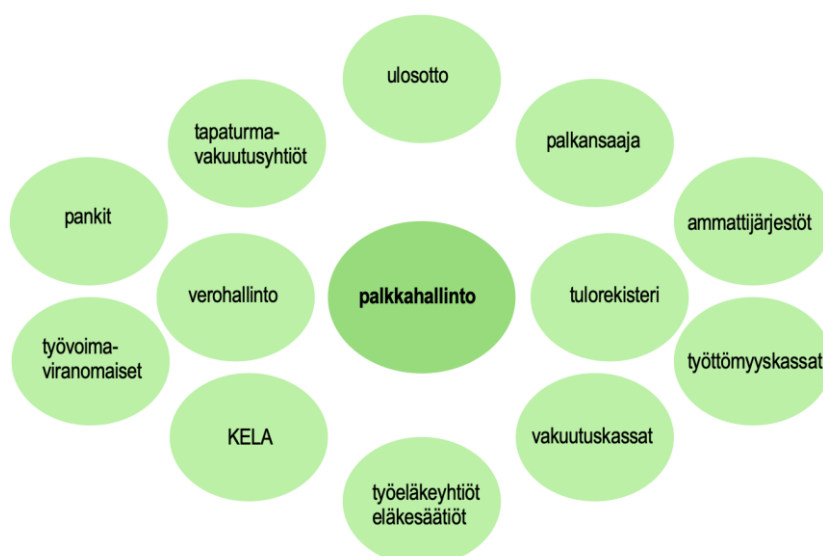 ulosotto
tapaturma-
vakuutusyhtiöt
palkansaaja
pankit
ammattijärjestöt
verohallinto
palkkahallinto
tulorekisteri
työvoima-
viranomaiset
työttömyyskassat
KELA
vakuutuskassat
työeläkeyhtiöt
eläkesäätiöt